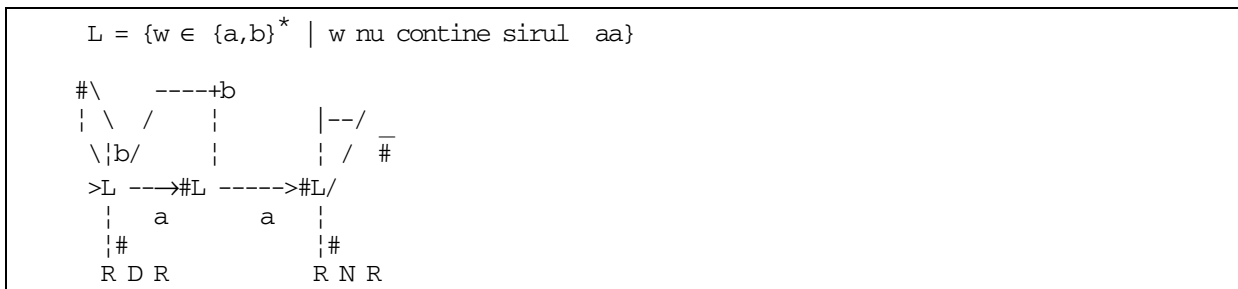 L = {w ∈ {a,b}* | w nu contine sirul aa}
#\ ----+b
¦ \ / ¦ |--/
\¦b/ ¦ ¦ / #̅
>L --→#L ----->#L/
¦ a a ¦
¦# ¦#
R D R R N R